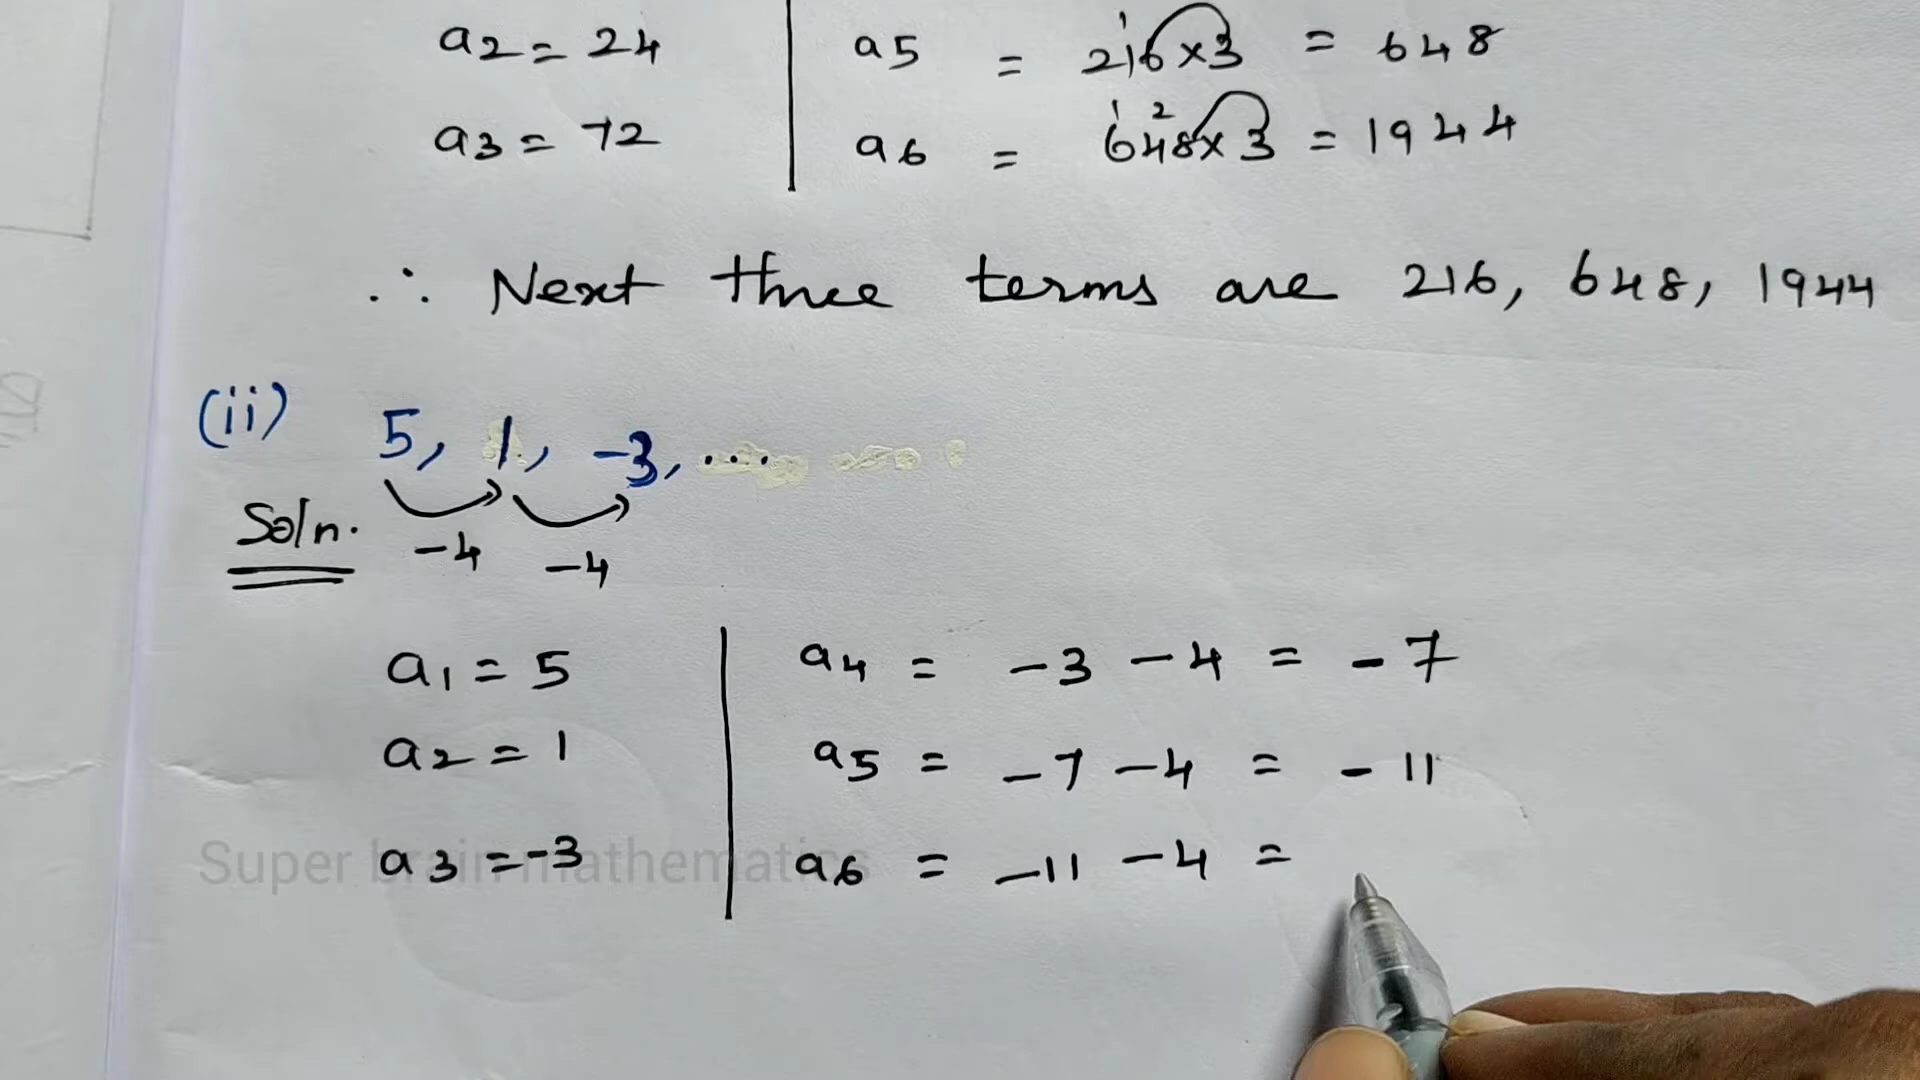 a2 = 24
a3 = 72
a5 = 216 x 3 = 648
a6 = 648 x 3 = 1944
∴ Next three terms are 216, 648, 1944
(ii) 5, 1, -3, ...
Soln. -4 -4
a1 = 5
a2 = 1
a3 = -3
a4 = -3 -4 = -7
a5 = -7 -4 = -11
a6 = -11 -4 =
Super brain mathematics